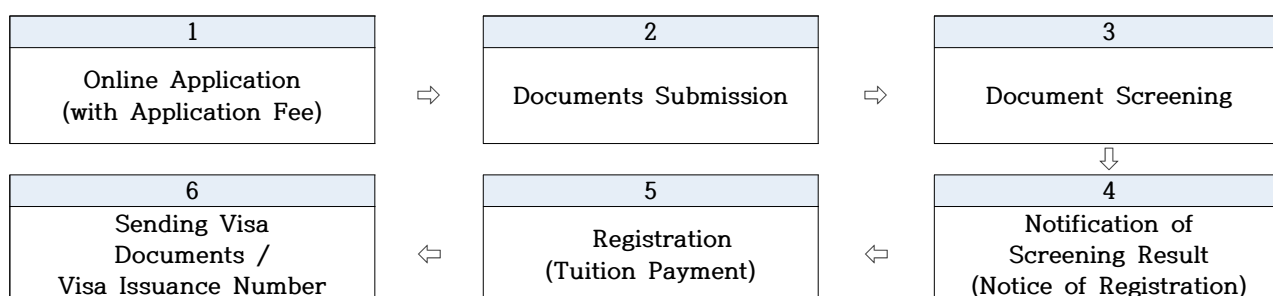 1
Online Application
(with Application Fee)
⇨
2
Documents Submission
⇨
3
Document Screening
⇩
4
Notification of
Screening Result
(Notice of Registration)
⇦
5
Registration
(Tuition Payment)
⇦
6
Sending Visa
Documents /
Visa Issuance Number